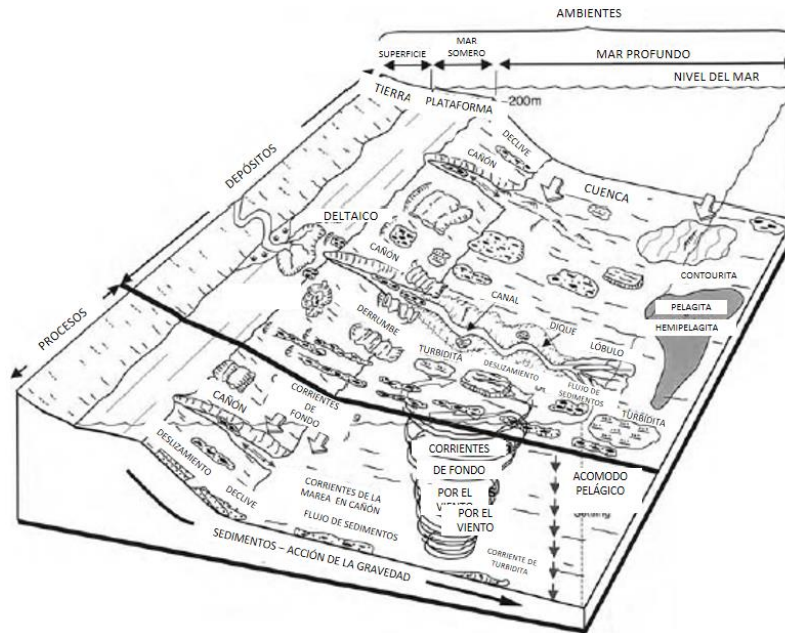 AMBIENTES
SUPERFICIE
MAR
SOMERO
MAR PROFUNDO
NIVEL DEL MAR
TIERRA
PLATAFORMA
-200m
DEPÓSITOS
DECLIVE
CAÑÓN
CUENCA
DELTAICO
CAÑÓN
CONTOURITA
CANAL
PELAGITA
HEMIPELAGITA
PROCESOS
DERRUMBE
DIQUE
LÓBULO
TURBIDITA
DESLIZAMIENTO
FLUJO DE
SEDIMENTOS
TURBIDITA
CORRIENTES
DE
FONDO
CAÑÓN
CORRIENTES
DE FONDO
POR EL
VIENTO
POR EL
VIENTO
ACOMODO
PELÁGICO
DESLIZAMIENTO
DECLIVE
CORRIENTES DE LA
MAREA EN CAÑÓN
FLUJO DE SEDIMENTOS
CORRIENTE DE
TURBIDITA
SEDIMENTOS – ACCIÓN DE LA GRAVEDAD